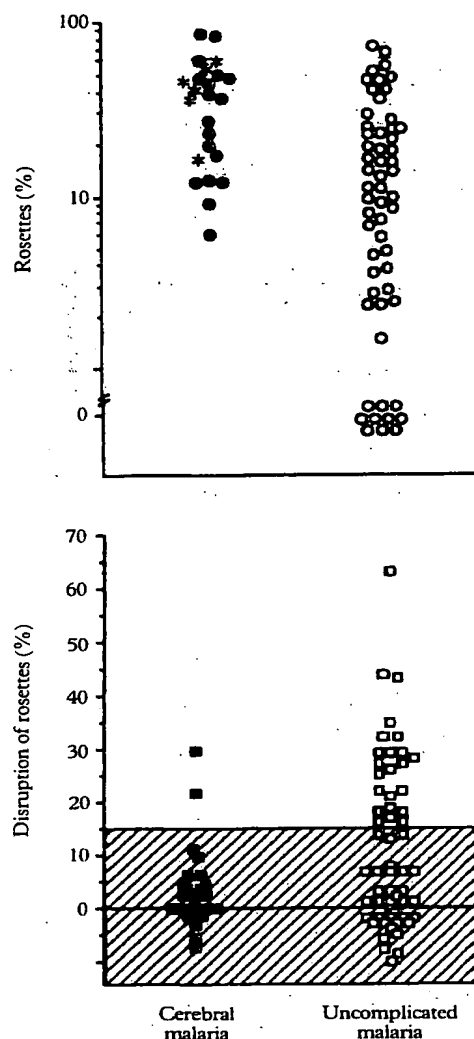 100
Rosettes (%)
10
0
70
60
50
40
Disruption of rosettes (%)
30
20
10
0
Cerebral
malaria
Uncomplicated
malaria